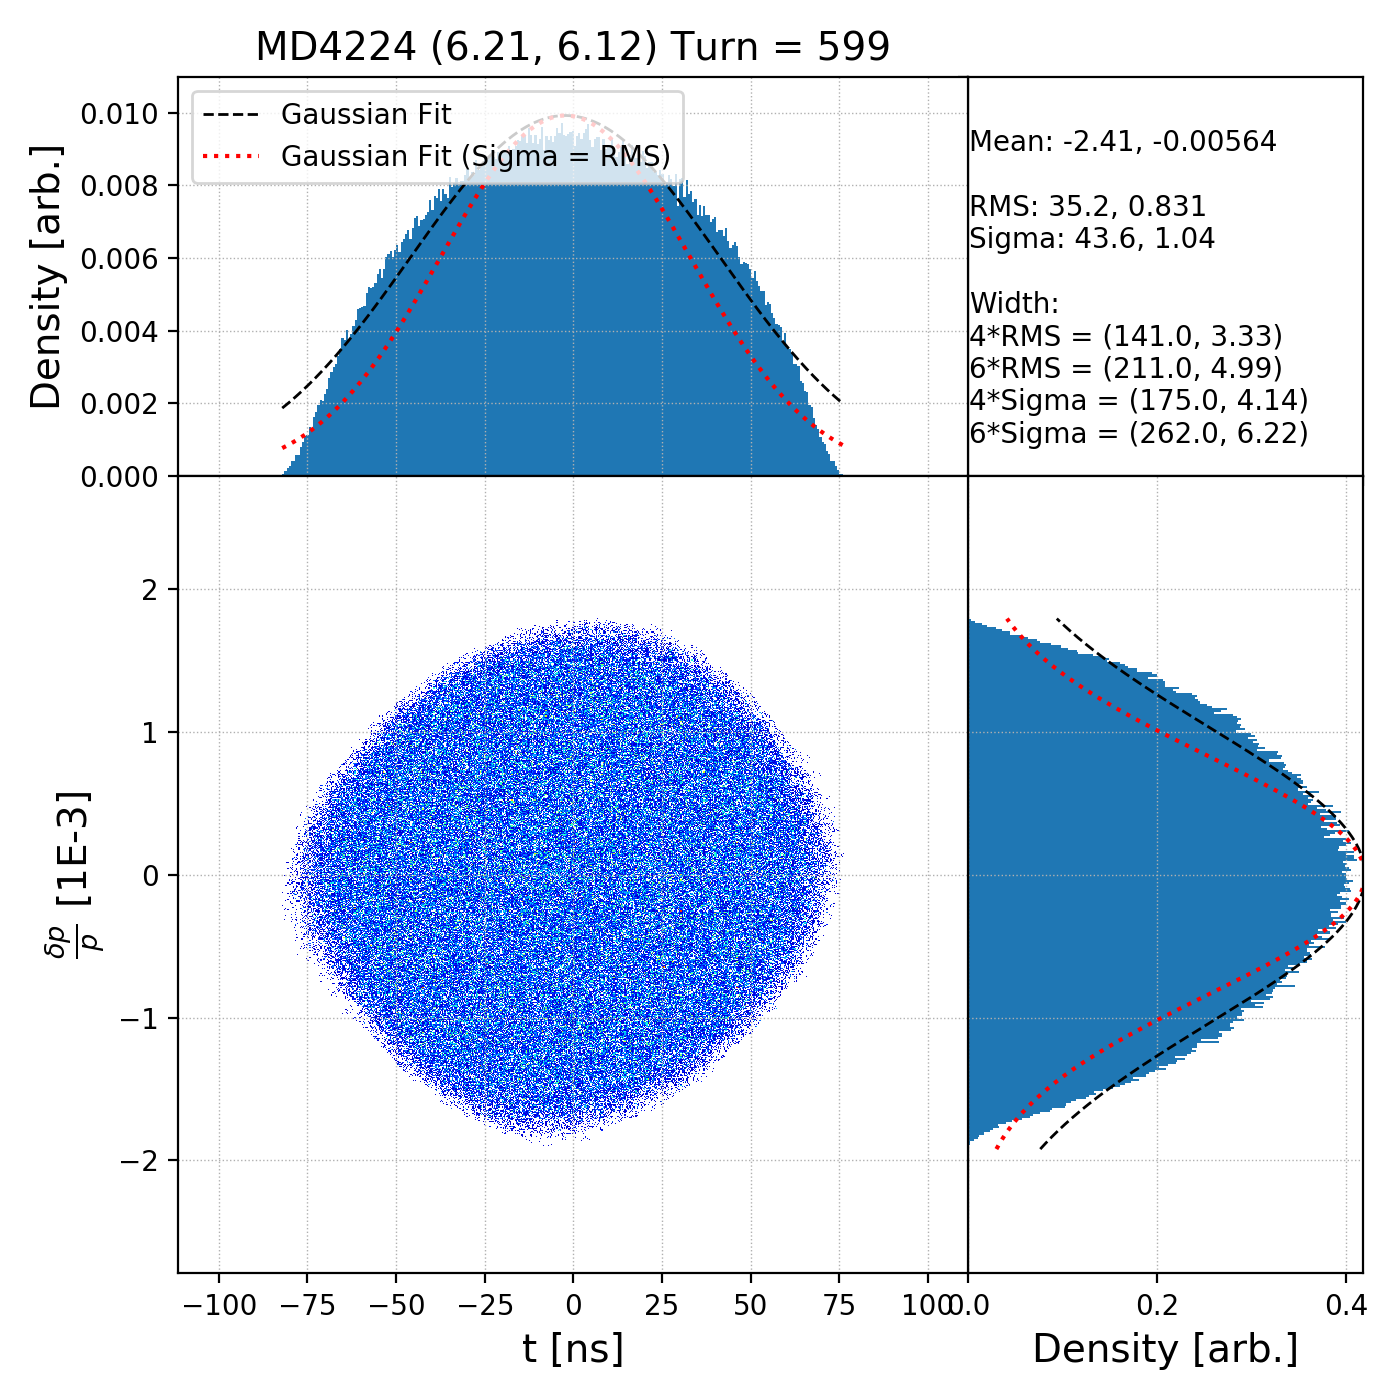 MD4224 (6.21, 6.12) Turn = 599
Density [arb.]
0.010
0.008
0.006
0.004
0.002
0.000
Gaussian Fit
Gaussian Fit (Sigma = RMS)
Mean: -2.41, -0.00564
RMS: 35.2, 0.831
Sigma: 43.6, 1.04
Width:
4*RMS = (141.0, 3.33)
6*RMS = (211.0, 4.99)
4*Sigma = (175.0, 4.14)
6*Sigma = (262.0, 6.22)
δp/p [1E-3]
2
1
0
−1
−2
−100 −75 −50 −25 0 25 50 75 100
t [ns]
0.0 0.2 0.4
Density [arb.]